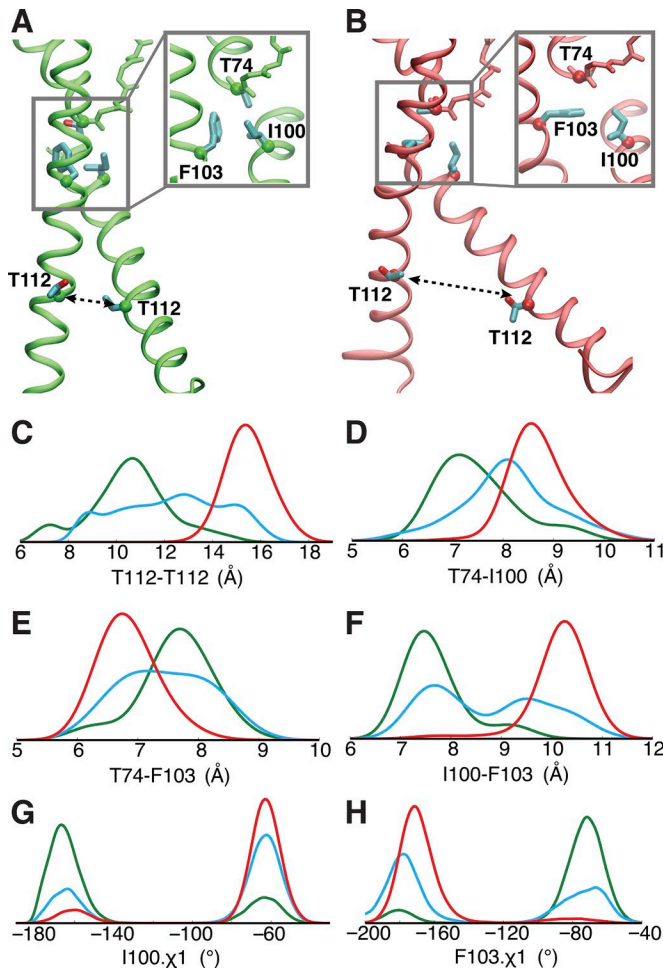 A
T74
I100
F103
T112
T112
B
T74
F103
I100
T112
T112
C
6 8 10 12 14 16 18
T112-T112 (Å)
D
5 6 7 8 9 10 11
T74-I100 (Å)
E
5 6 7 8 9 10
T74-F103 (Å)
F
6 7 8 9 10 11 12
I100-F103 (Å)
G
−180 −140 −100 −60
I100.χ1 (°)
H
−200 −160 −120 −80 −40
F103.χ1 (°)